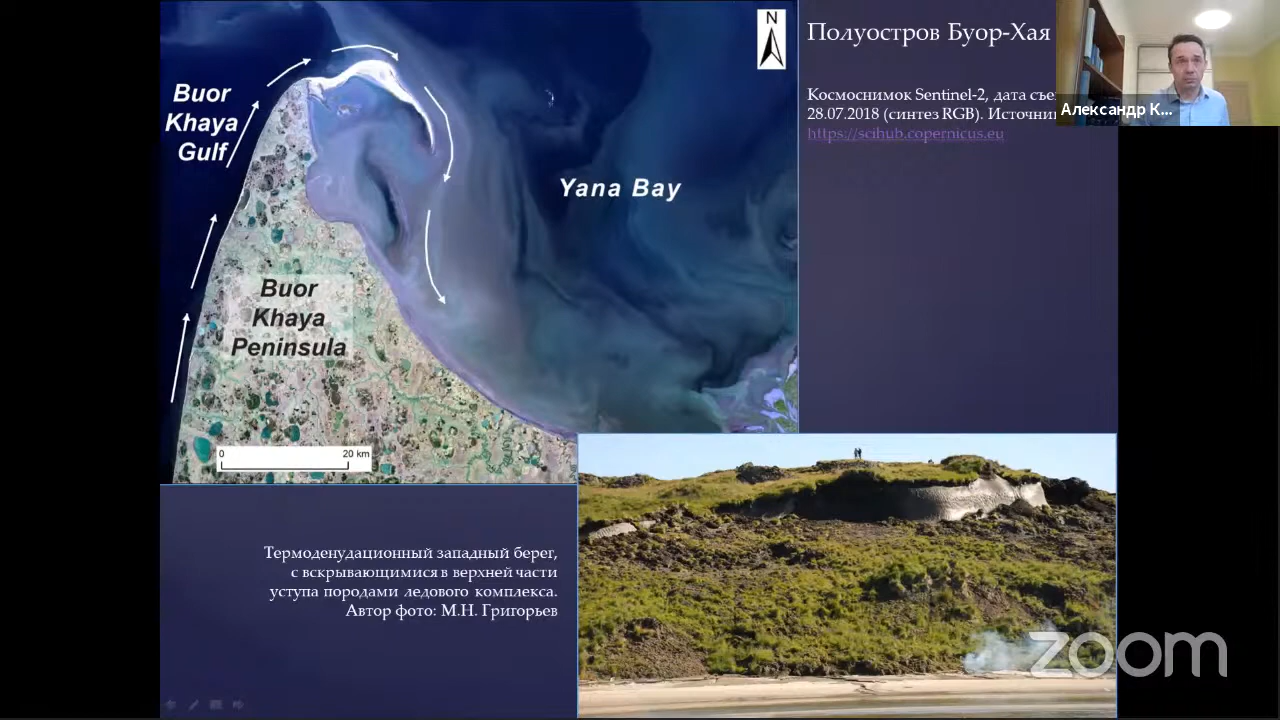 Полуостров Буор-Хая
Космоснимок Sentinel-2, дата
28.07.2018 (синтез RGB).
https://scihub.copernicus.eu
Александр К...
N
Buor
Khaya
Gulf
Yana Bay
Buor
Khaya
Peninsula
0 20 km
Термоденудационный западный берег,
с вскрывающимися в верхней части
уступа породами ледового комплекса.
Автор фото: М.Н. Григорьев
zoom